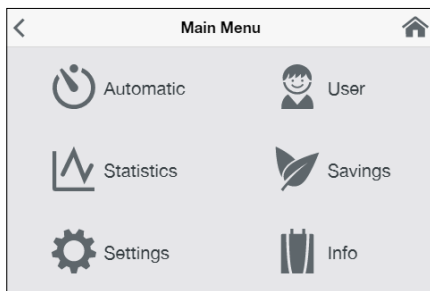 Main Menu
Automatic
User
Statistics
Savings
Settings
Info